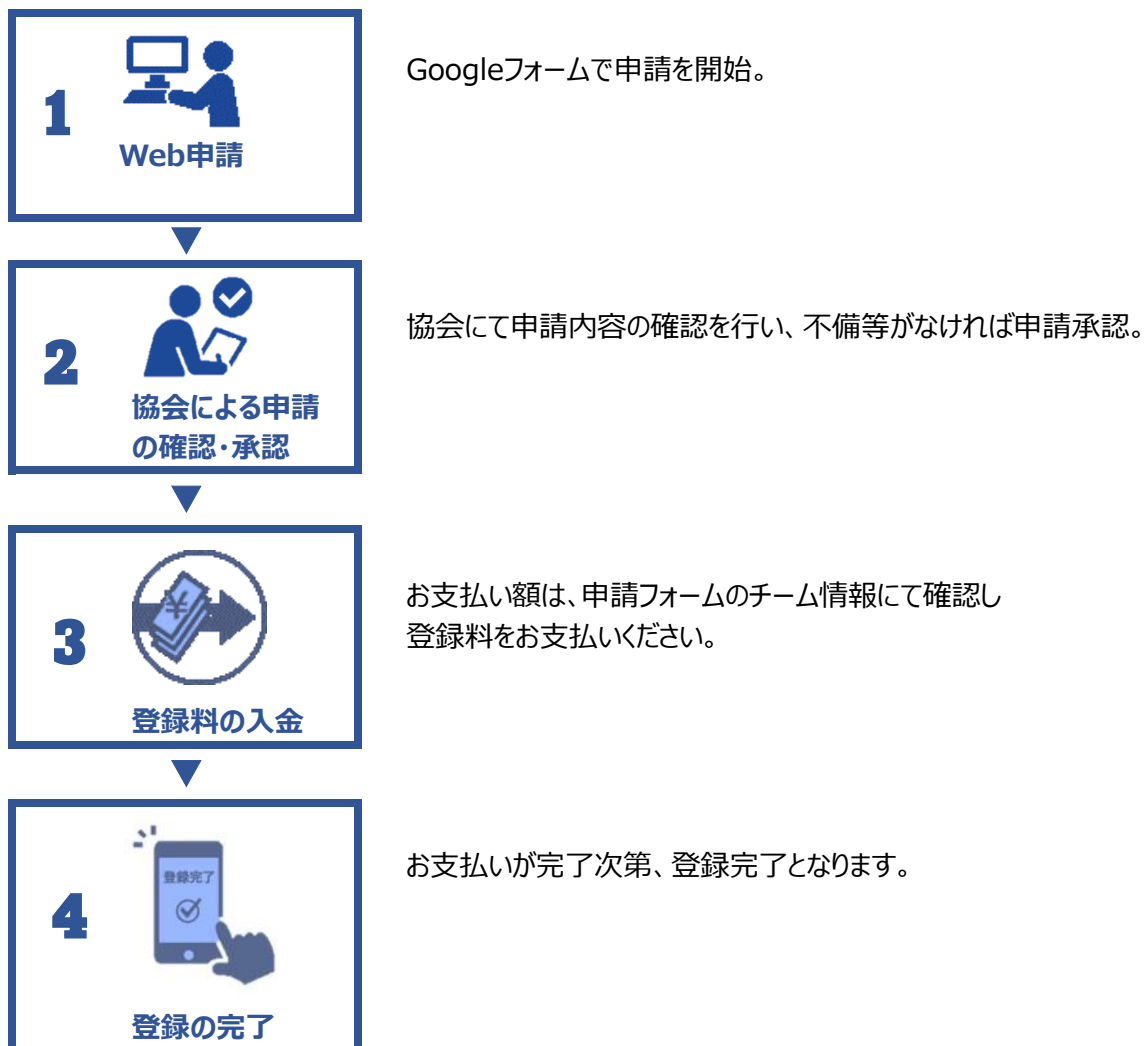 1
Web申請
Googleフォームで申請を開始。
2
協会による申請
の確認・承認
協会にて申請内容の確認を行い、不備等がなければ申請承認。
3
¥
登録料の入金
お支払い額は、申請フォームのチーム情報にて確認し
登録料をお支払いください。
4
登録完了
登録の完了
お支払いが完了次第、登録完了となります。